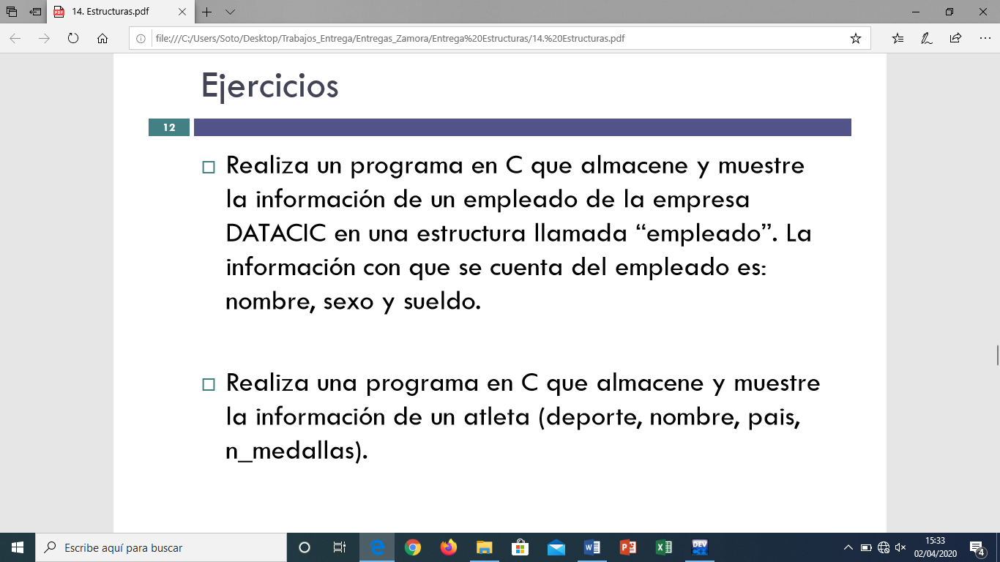 14. Estructuras.pdf
file:///C:/Users/Soto/Desktop/Trabajos_Entrega/Entregas_Zamora/Entrega%20Estructuras/14.%20Estructuras.pdf
Ejercicios
12
Realiza un programa en C que almacene y muestre
la información de un empleado de la empresa
DATACIC en una estructura llamada “empleado”. La
información con que se cuenta del empleado es:
nombre, sexo y sueldo.
Realiza una programa en C que almacene y muestre
la información de un atleta (deporte, nombre, pais,
n_medallas).
Escribe aquí para buscar
DEV
15:33
02/04/2020
4